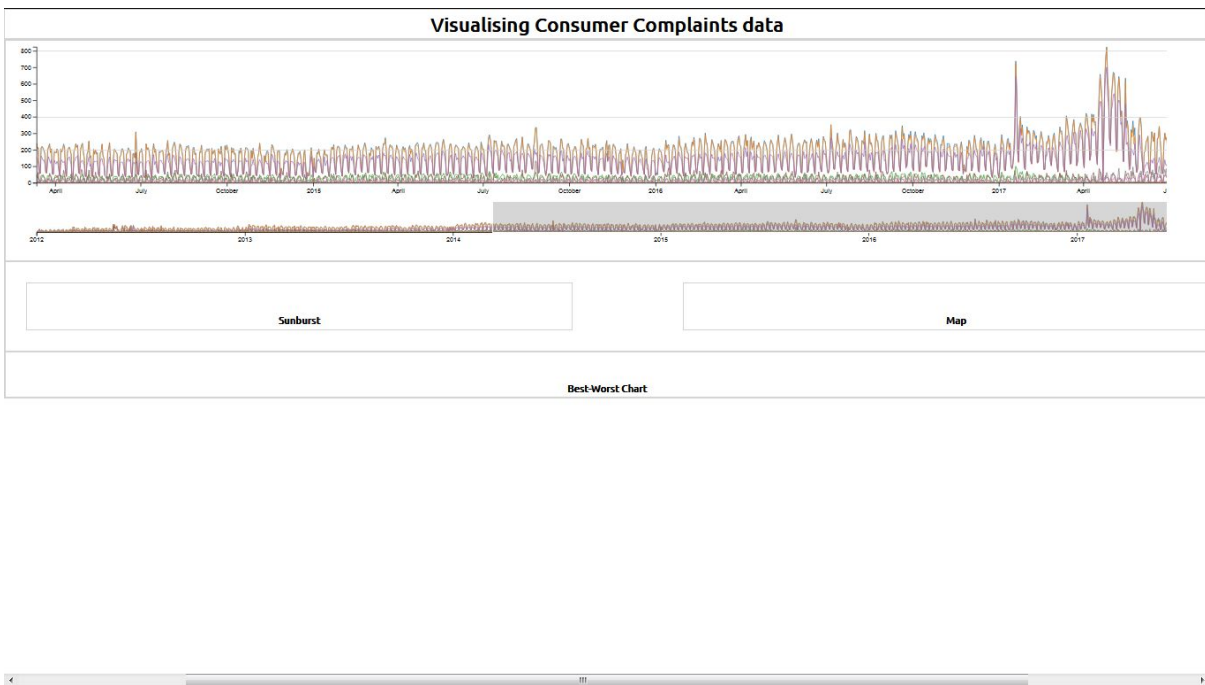 Visualising Consumer Complaints data
800
700
600
500
400
300
200
100
0
April July October 2015 April July October 2016 April July October 2017 April J
2012 2013 2014 2015 2016 2017
Sunburst Map
Best-Worst Chart